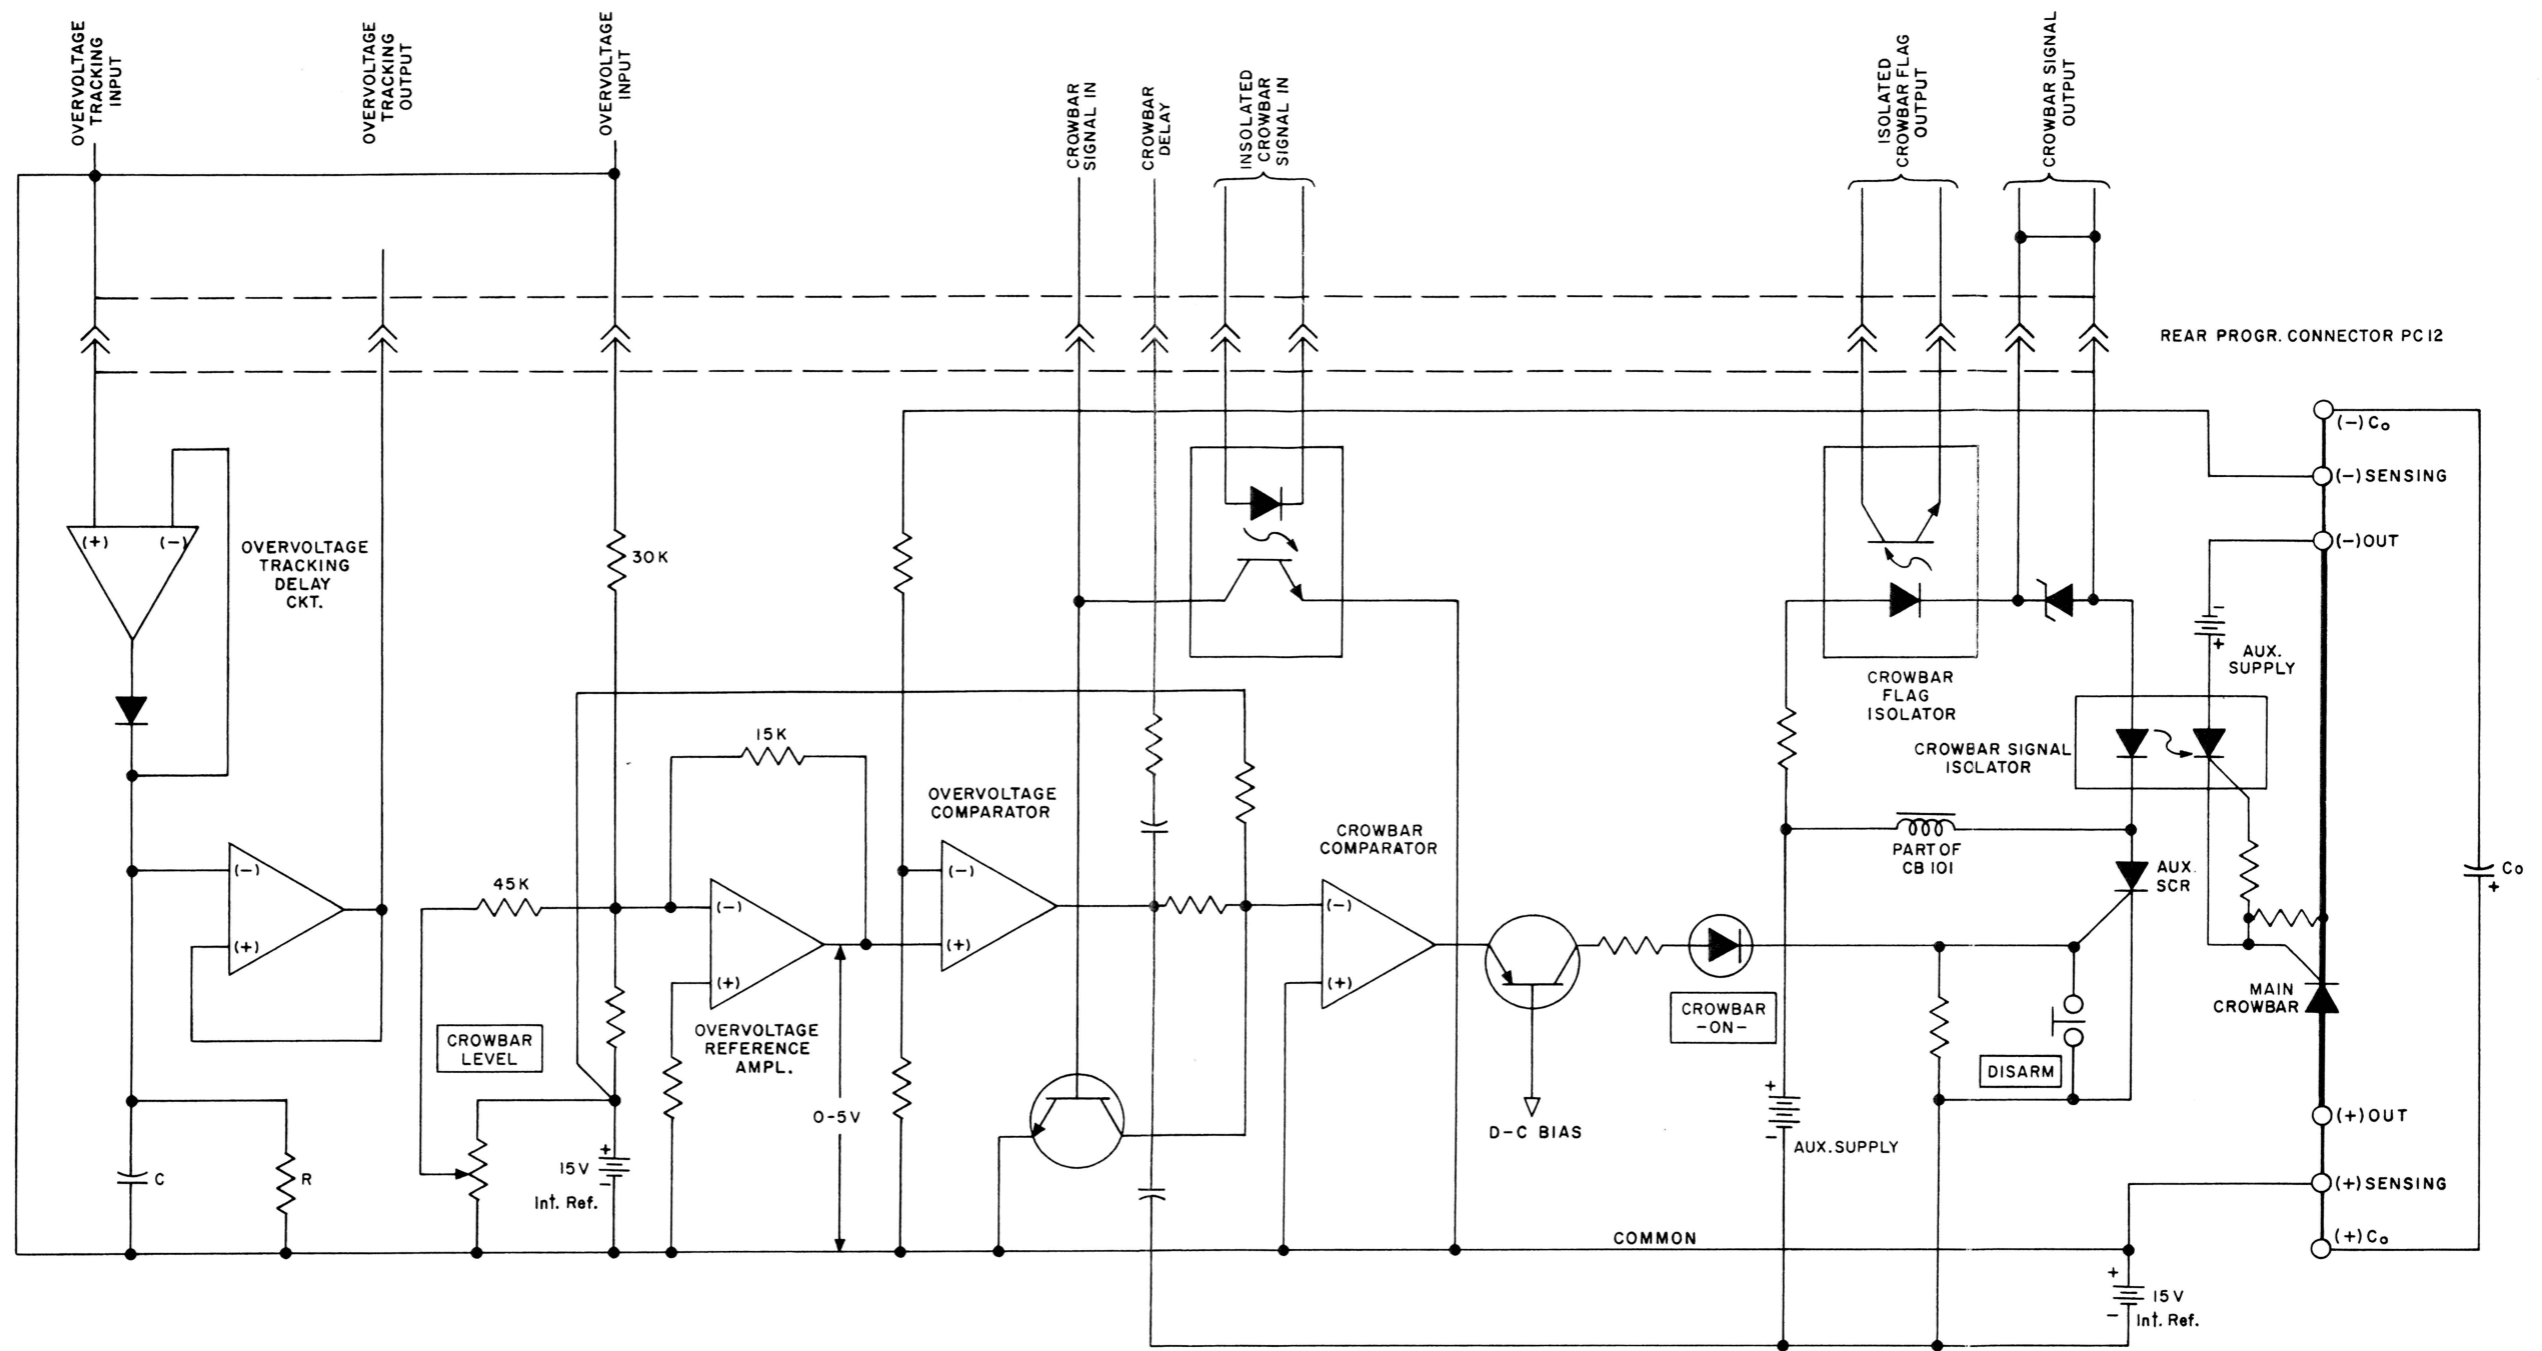 OVERVOLTAGE
TRACKING
INPUT
OVERVOLTAGE
TRACKING
OUTPUT
OVERVOLTAGE
INPUT
CROWBAR
SIGNAL IN
CROWBAR
DELAY
INSOLATED
CROWBAR
SIGNAL IN
ISOLATED
CROWBAR FLAG
OUTPUT
CROWBAR SIGNAL
OUTPUT
REAR PROGR. CONNECTOR PC12
(-) Co
(-) SENSING
(-) OUT
(+)
(-)
OVERVOLTAGE
TRACKING
DELAY
CKT.
30K
-
+
AUX.
SUPPLY
CROWBAR
FLAG
ISOLATOR
CROWBAR SIGNAL
ISOLATOR
15K
OVERVOLTAGE
COMPARATOR
CROWBAR
COMPARATOR
PART OF
CB 101
AUX.
SCR
Co
+
(-)
(+)
45K
(-)
(+)
(-)
(+)
(-)
(+)
CROWBAR
LEVEL
OVERVOLTAGE
REFERENCE
AMPL.
0-5V
CROWBAR
-ON-
DISARM
MAIN
CROWBAR
D-C BIAS
+
-
AUX. SUPPLY
(+) OUT
(+) SENSING
(+) Co
C
R
+
15V
-
Int. Ref.
COMMON
+
15V
-
Int. Ref.